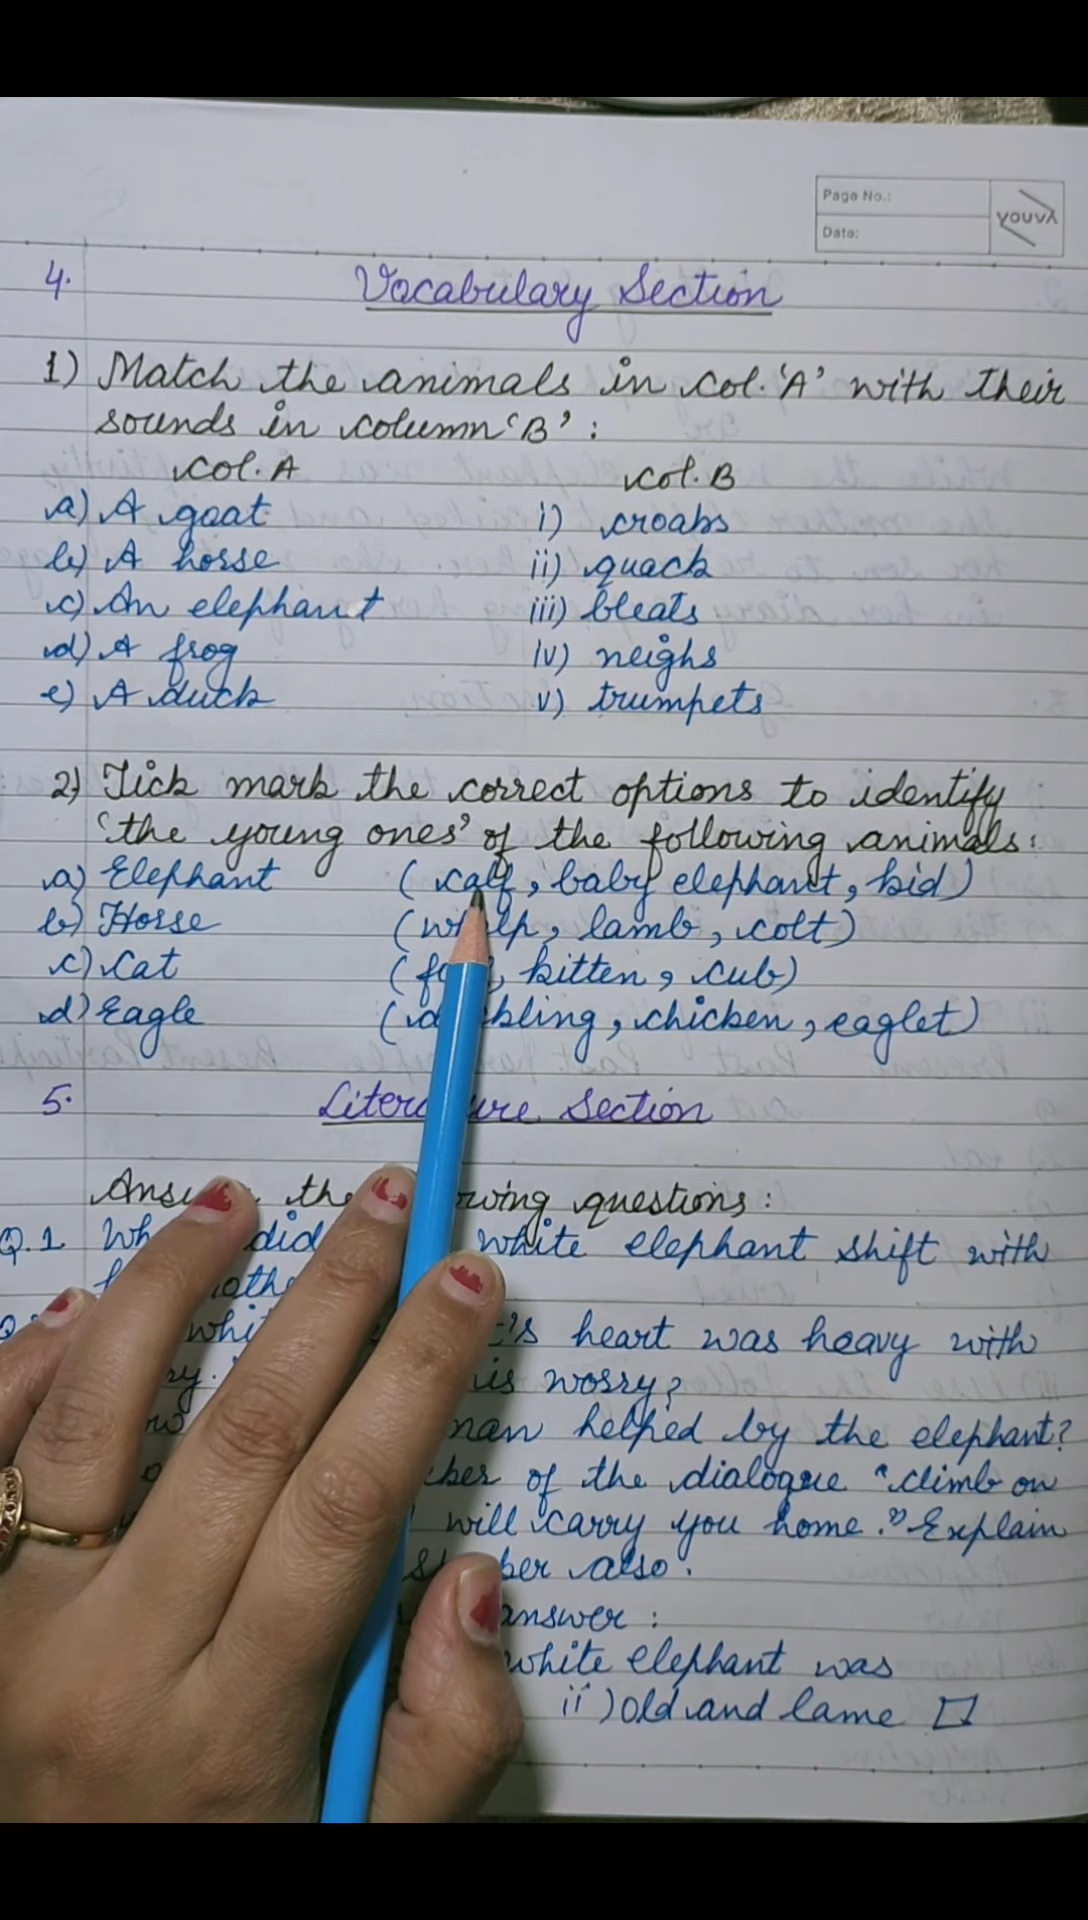 Page No.:
Date:
YOUVA
4. Vocabulary Section
1) Match the animals in col. 'A' with their
sounds in column 'B' :
col. A col. B
a) A goat i) croaks
b) A horse ii) quack
c) An elephant iii) bleats
d) A frog iv) neighs
e) A duck v) trumpets
2) Tick mark the correct options to identify
'the young ones' of the following animals:
a) Elephant (calf, baby elephant, kid)
b) Horse (lamb, colt)
c) Cat (kitten, cub)
d) Eagle (chicken, eaglet)
5. Literature Section
the questions :
Q.1 did white elephant shift with
heart was heavy with
is worry?
man helped by the elephant?
of the dialogue "climb on
will carry you home." Explain
also.
answer :
white elephant was
ii) old and lame